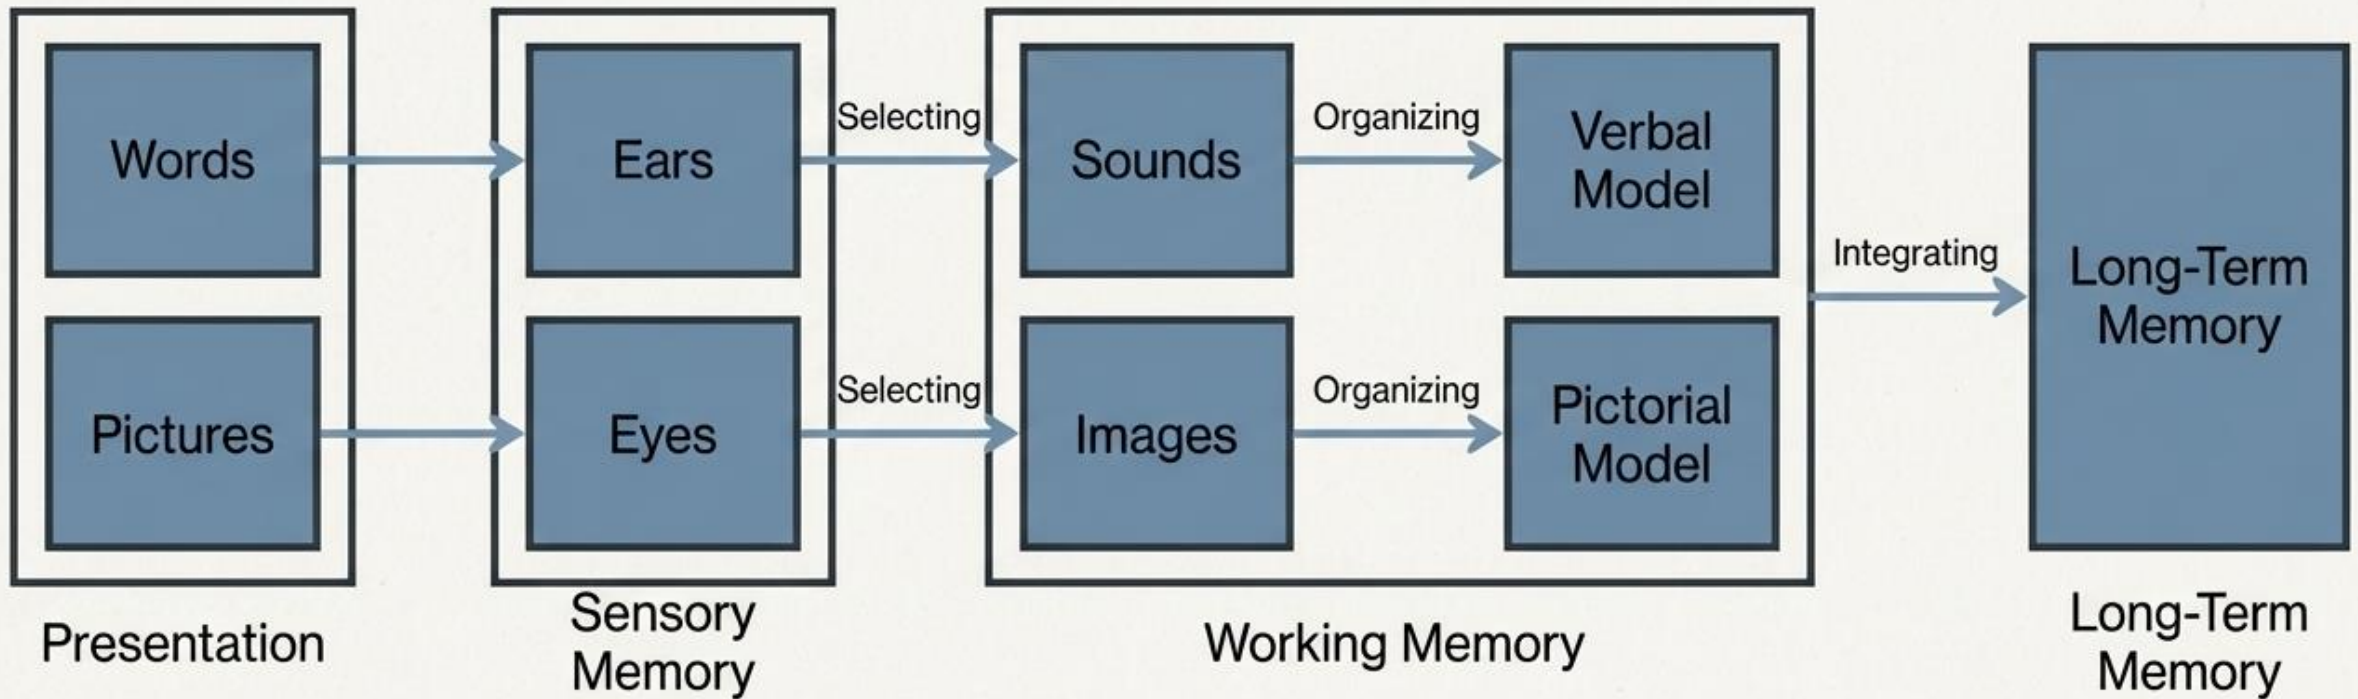 Words
Ears
Selecting
Sounds
Organizing
Verbal
Model
Pictures
Eyes
Selecting
Images
Organizing
Pictorial
Model
Integrating
Long-Term
Memory
Presentation
Sensory
Memory
Working Memory
Long-Term
Memory